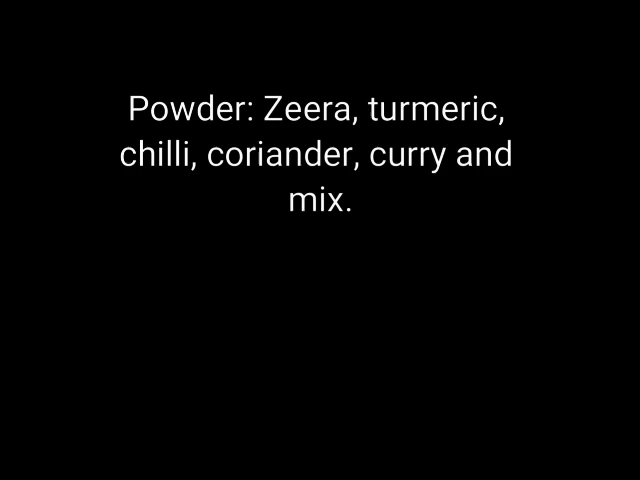 Powder: Zeera, turmeric,
chilli, coriander, curry and
mix.